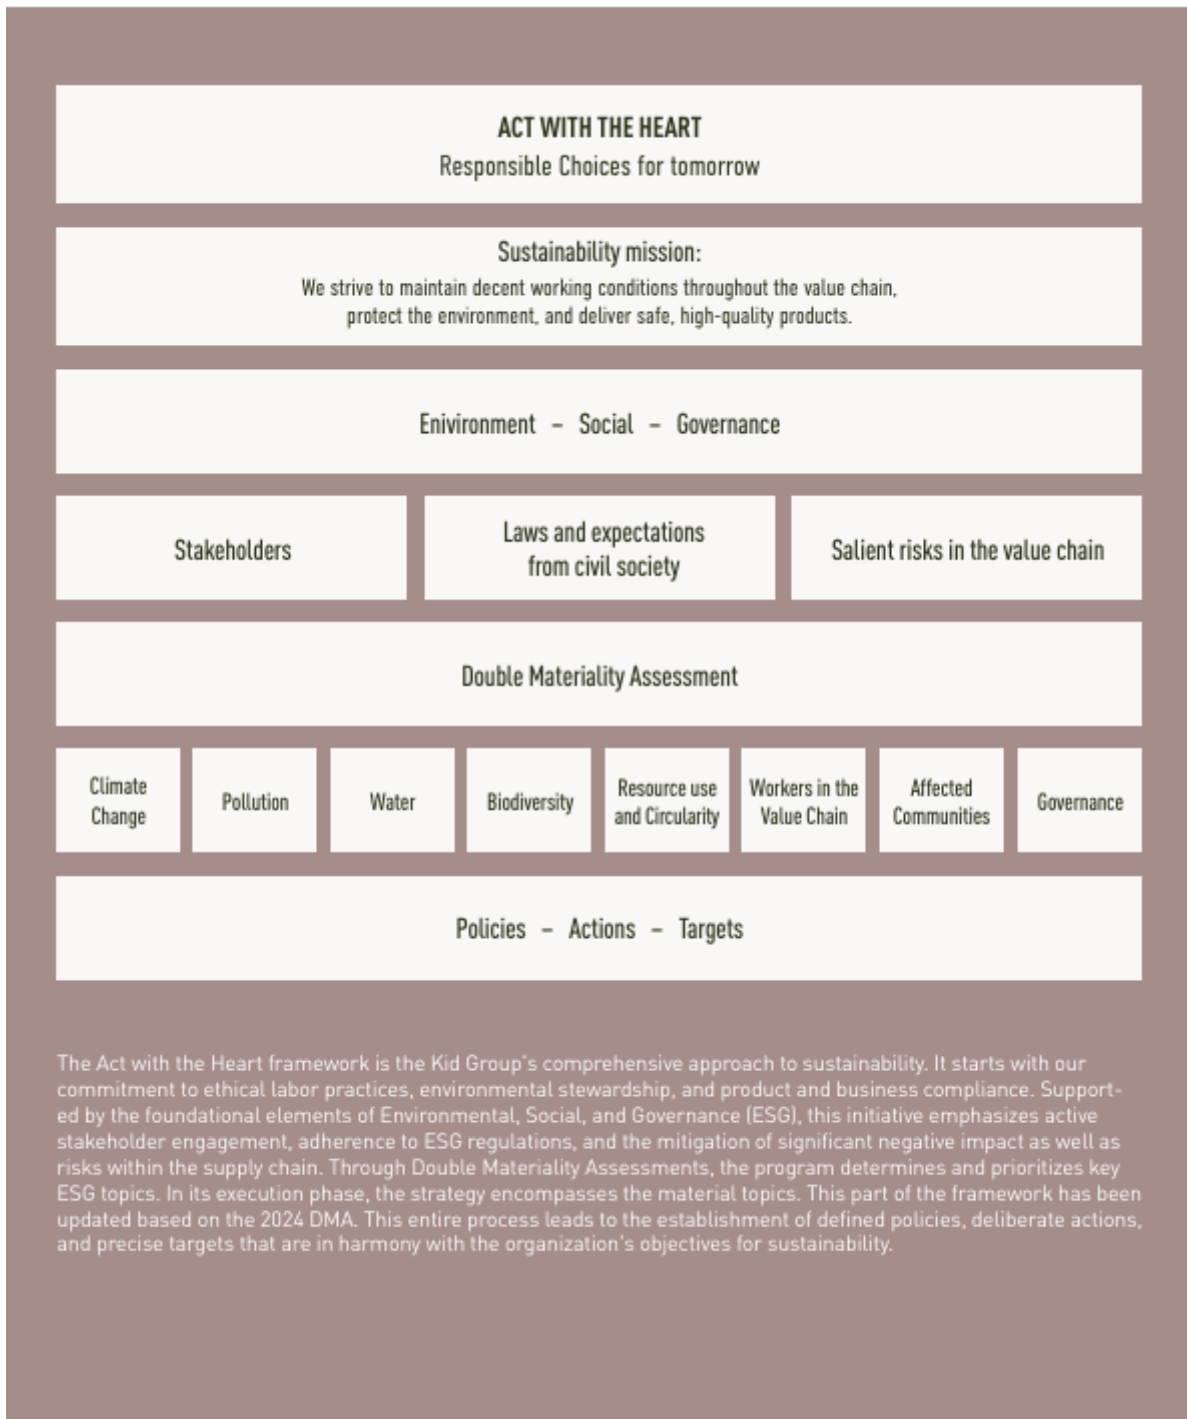 ACT WITH THE HEART
Responsible Choices for tomorrow
Sustainability mission:
We strive to maintain decent working conditions throughout the value chain,
protect the environment, and deliver safe, high-quality products.
Enivironment – Social – Governance
Stakeholders
Laws and expectations
from civil society
Salient risks in the value chain
Double Materiality Assessment
Climate
Change
Pollution
Water
Biodiversity
Resource use
and Circularity
Workers in the
Value Chain
Affected
Communities
Governance
Policies – Actions – Targets
The Act with the Heart framework is the Kid Group's comprehensive approach to sustainability. It starts with our
commitment to ethical labor practices, environmental stewardship, and product and business compliance. Support-
ed by the foundational elements of Environmental, Social, and Governance (ESG), this initiative emphasizes active
stakeholder engagement, adherence to ESG regulations, and the mitigation of significant negative impact as well as
risks within the supply chain. Through Double Materiality Assessments, the program determines and prioritizes key
ESG topics. In its execution phase, the strategy encompasses the material topics. This part of the framework has been
updated based on the 2024 DMA. This entire process leads to the establishment of defined policies, deliberate actions,
and precise targets that are in harmony with the organization's objectives for sustainability.